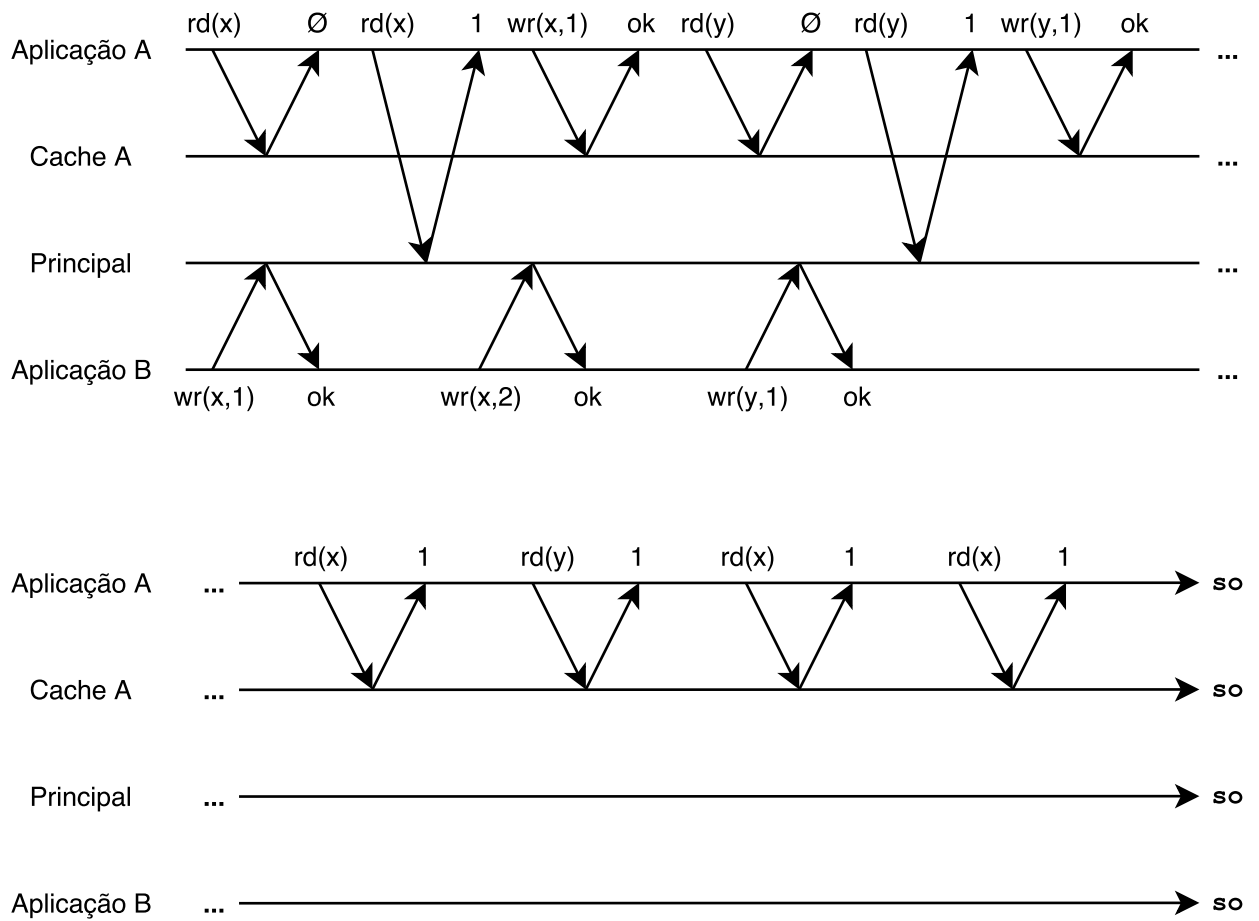 rd(x) Ø rd(x) 1 wr(x,1) ok rd(y) Ø rd(y) 1 wr(y,1) ok
Aplicação A ...
Cache A ...
Principal ...
Aplicação B ...
wr(x,1) ok wr(x,2) ok wr(y,1) ok
rd(x) 1 rd(y) 1 rd(x) 1 rd(x) 1
Aplicação A ... so
Cache A ... so
Principal ... so
Aplicação B ... so